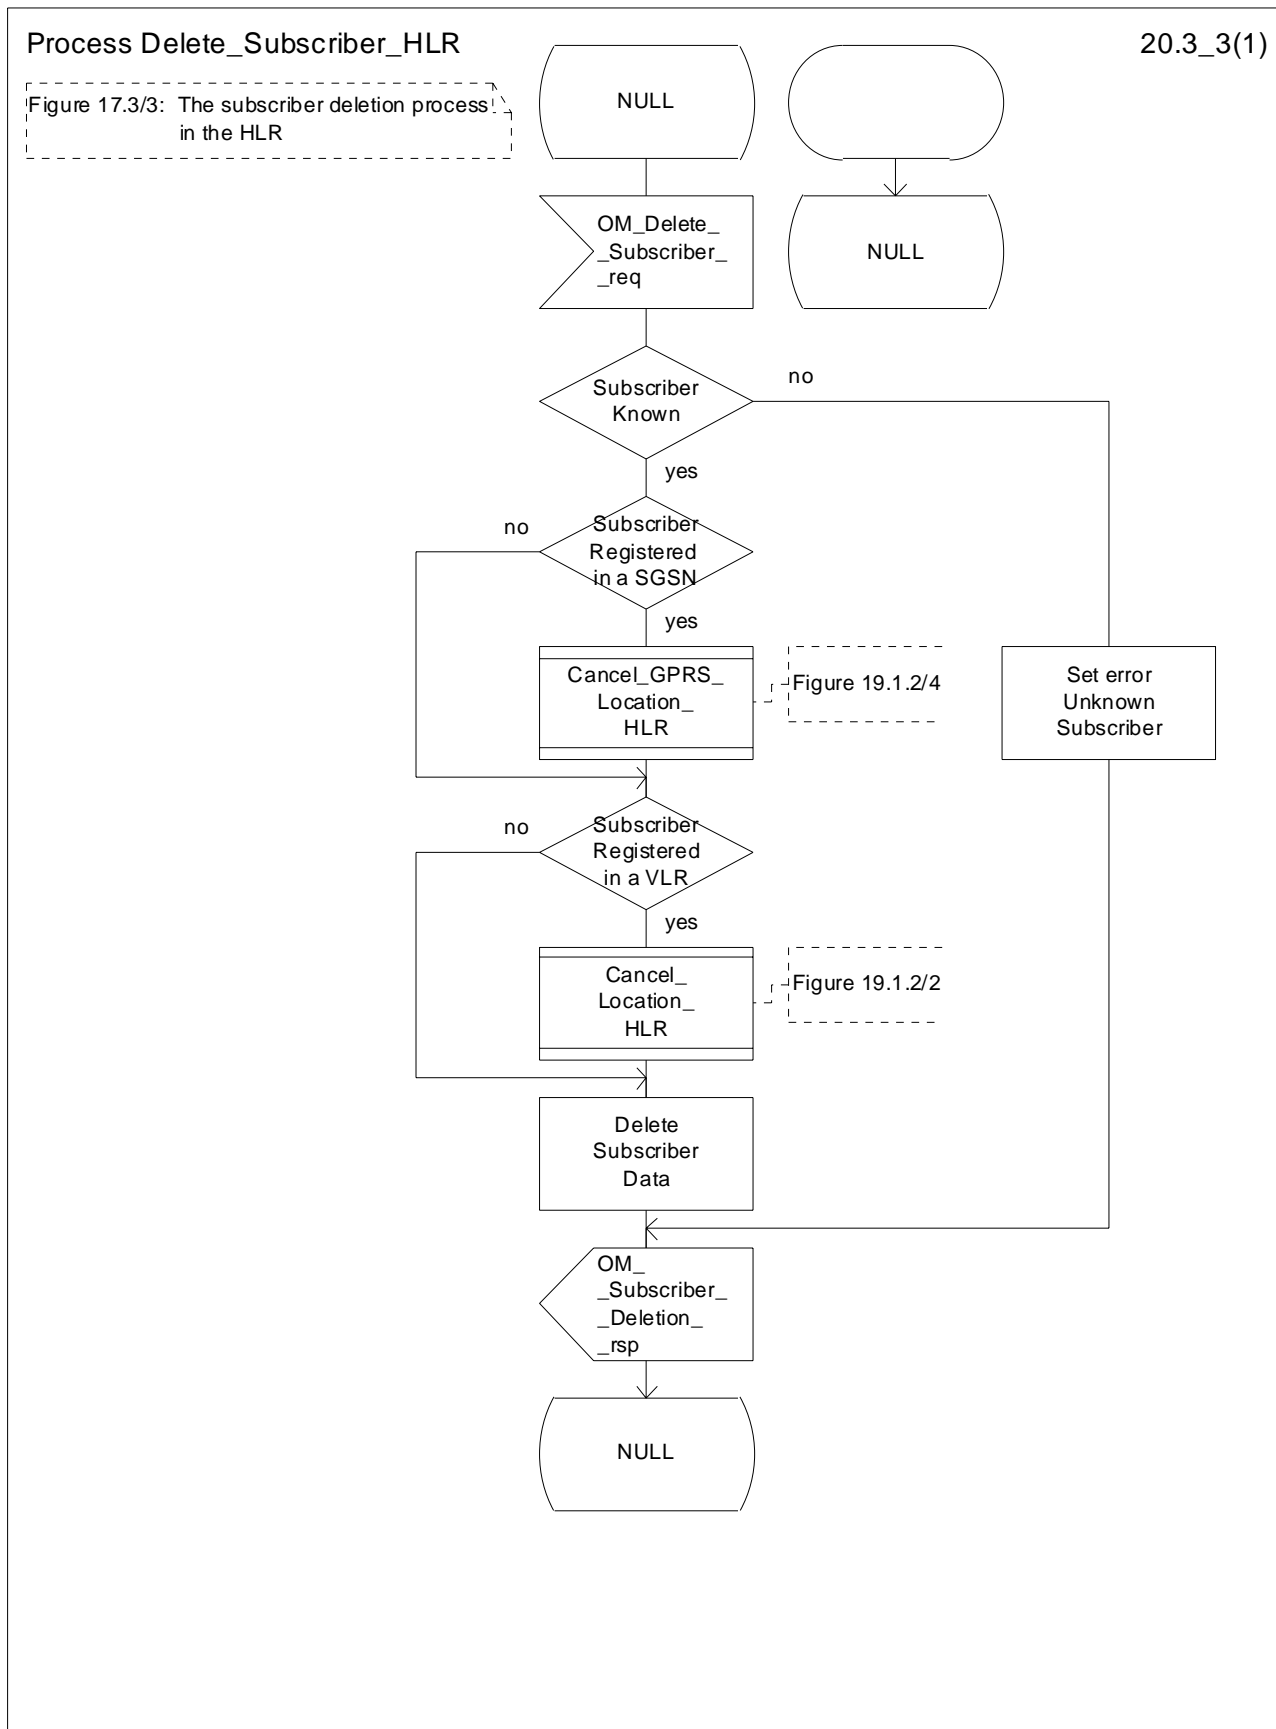 Process Delete_Subscriber_HLR
20.3_3(1)
Figure 17.3/3: The subscriber deletion process
in the HLR
NULL
OM_Delete_
_Subscriber_
_req
NULL
Subscriber
Known
no
yes
Subscriber
Registered
in a SGSN
no
yes
Cancel_GPRS_
Location_
HLR
Figure 19.1.2/4
Set error
Unknown
Subscriber
Subscriber
Registered
in a VLR
no
yes
Cancel_
Location_
HLR
Figure 19.1.2/2
Delete
Subscriber
Data
OM_
_Subscriber_
_Deletion_
_rsp
NULL